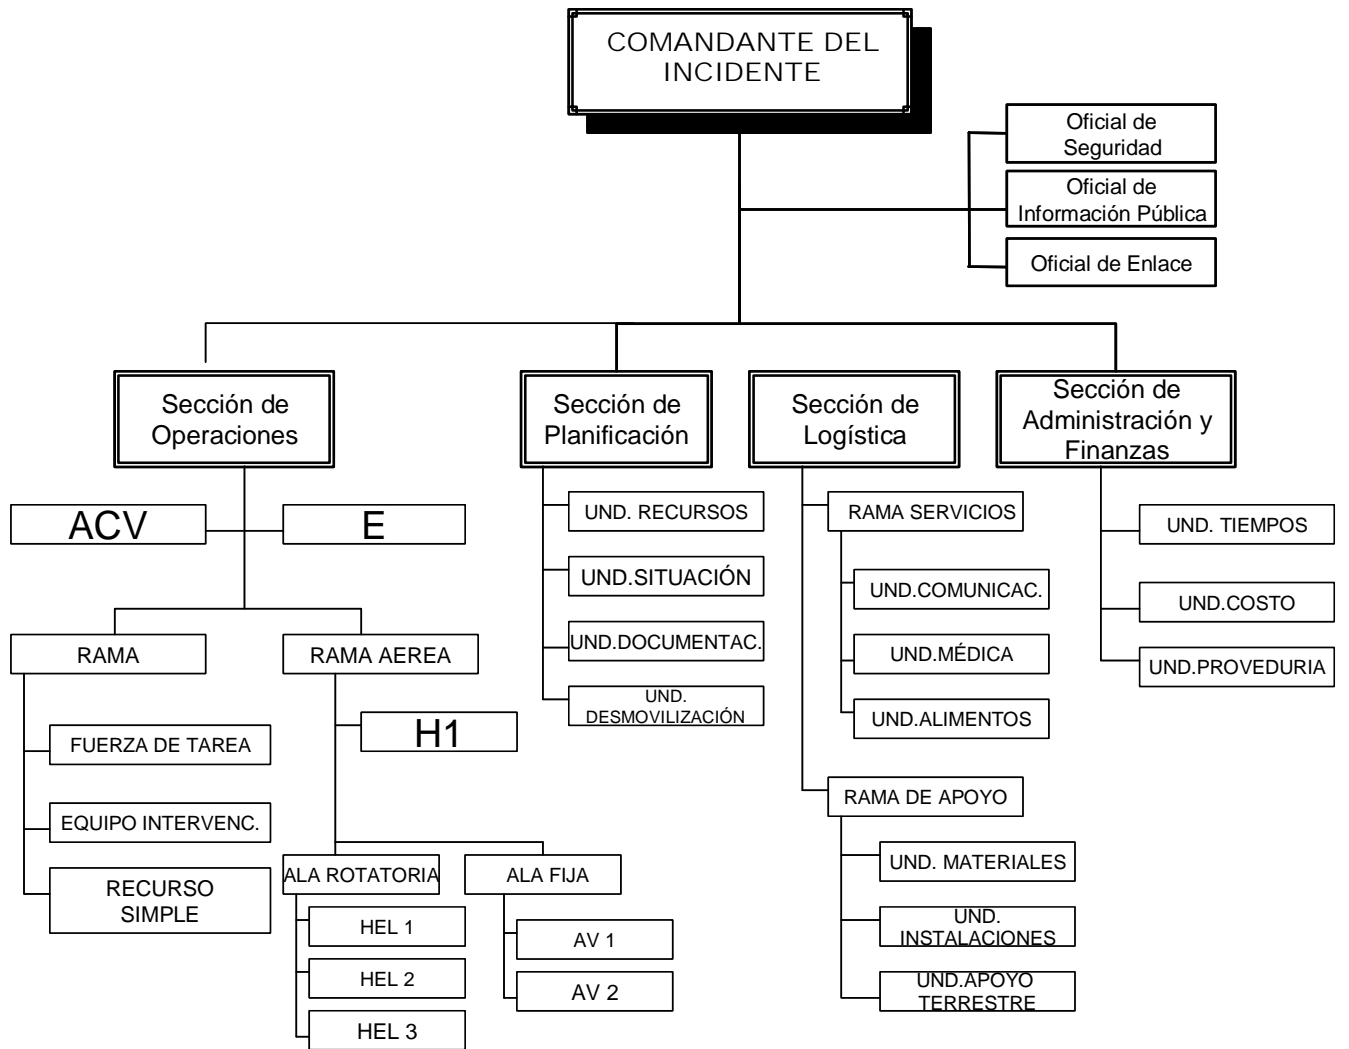 COMANDANTE DEL
INCIDENTE
Oficial de
Seguridad
Oficial de
Información Pública
Oficial de Enlace
Sección de
Operaciones
Sección de
Planificación
Sección de
Logística
Sección de
Administración y
Finanzas
ACV
E
RAMA
RAMA AEREA
FUERZA DE TAREA
EQUIPO INTERVENC.
RECURSO
SIMPLE
H1
ALA ROTATORIA
ALA FIJA
HEL 1
HEL 2
HEL 3
AV 1
AV 2
UND. RECURSOS
UND.SITUACIÓN
UND.DOCUMENTAC.
UND.
DESMOVILIZACIÓN
RAMA SERVICIOS
UND.COMUNICAC.
UND.MÉDICA
UND.ALIMENTOS
RAMA DE APOYO
UND. MATERIALES
UND.
INSTALACIONES
UND.APOYO
TERRESTRE
UND. TIEMPOS
UND.COSTO
UND.PROVEDURIA